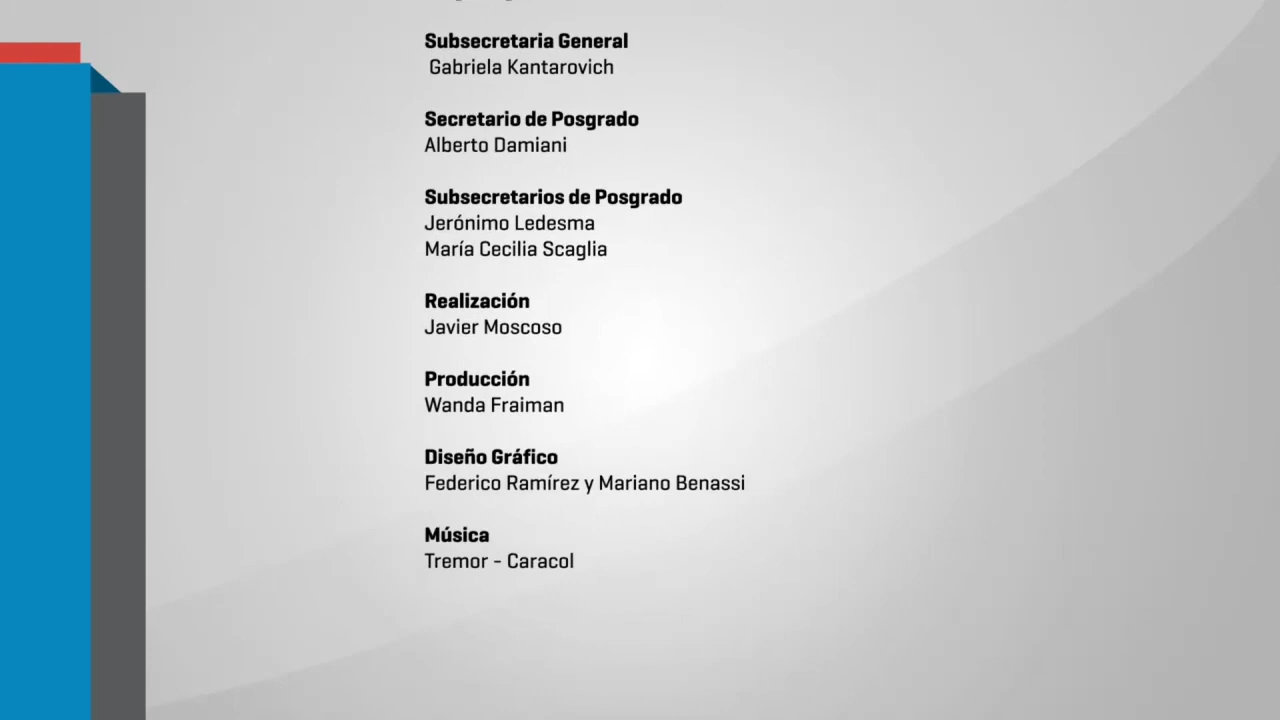 Subsecretaria General
Gabriela Kantarovich
Secretario de Posgrado
Alberto Damiani
Subsecretarios de Posgrado
Jerónimo Ledesma
María Cecilia Scaglia
Realización
Javier Moscoso
Producción
Wanda Fraiman
Diseño Gráfico
Federico Ramírez y Mariano Benassi
Música
Tremor - Caracol